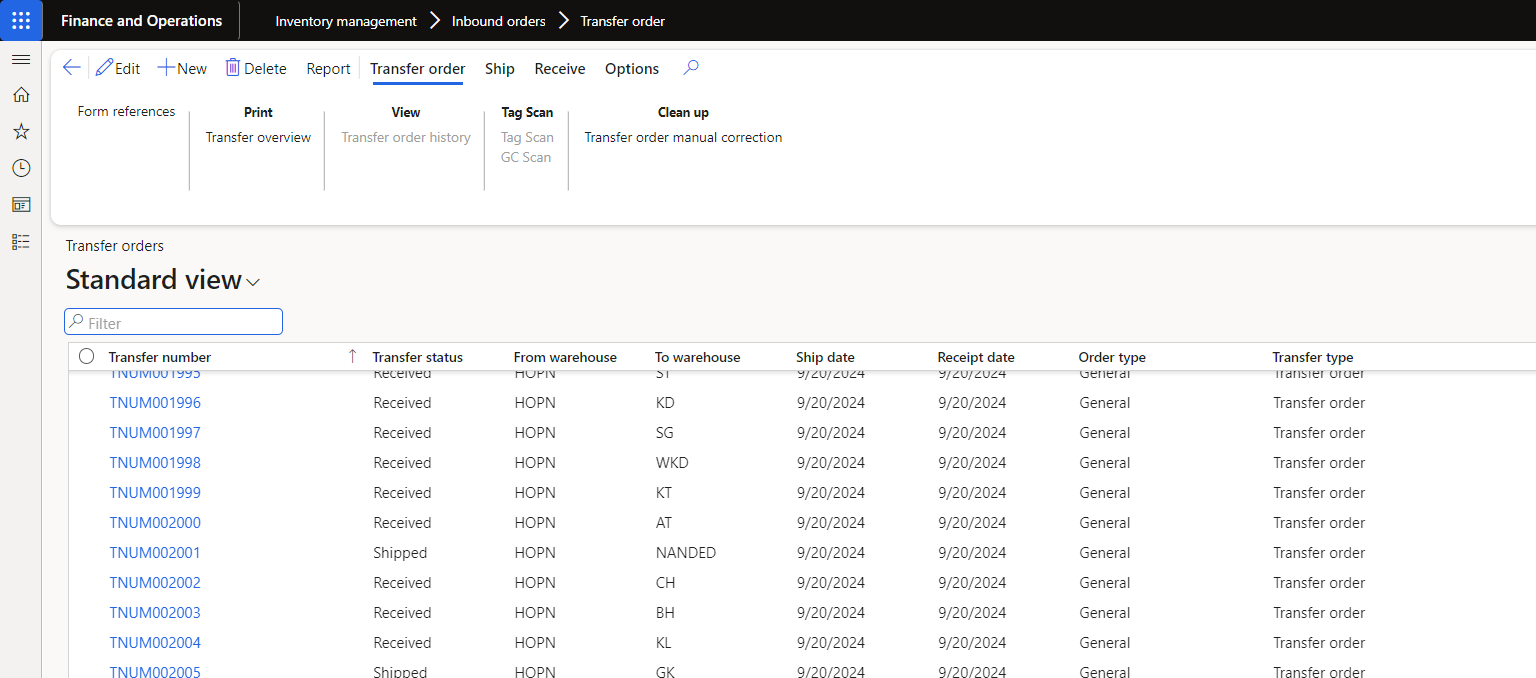 Finance and Operations Inventory management Inbound orders Transfer order
Edit New Delete Report Transfer order Ship Receive Options
Form references Print View Tag Scan Clean up
Transfer overview Transfer order history Tag Scan Transfer order manual correction
GC Scan
Transfer orders
Standard view
Filter
Transfer number Transfer status From warehouse To warehouse Ship date Receipt date Order type Transfer type
TNUM001995 Received HOPN ST 9/20/2024 9/20/2024 General Transfer order
TNUM001996 Received HOPN KD 9/20/2024 9/20/2024 General Transfer order
TNUM001997 Received HOPN SG 9/20/2024 9/20/2024 General Transfer order
TNUM001998 Received HOPN WKD 9/20/2024 9/20/2024 General Transfer order
TNUM001999 Received HOPN KT 9/20/2024 9/20/2024 General Transfer order
TNUM002000 Received HOPN AT 9/20/2024 9/20/2024 General Transfer order
TNUM002001 Shipped HOPN NANDED 9/20/2024 9/20/2024 General Transfer order
TNUM002002 Received HOPN CH 9/20/2024 9/20/2024 General Transfer order
TNUM002003 Received HOPN BH 9/20/2024 9/20/2024 General Transfer order
TNUM002004 Received HOPN KL 9/20/2024 9/20/2024 General Transfer order
TNUM002005 Shipped HOPN GK 9/20/2024 9/20/2024 General Transfer order